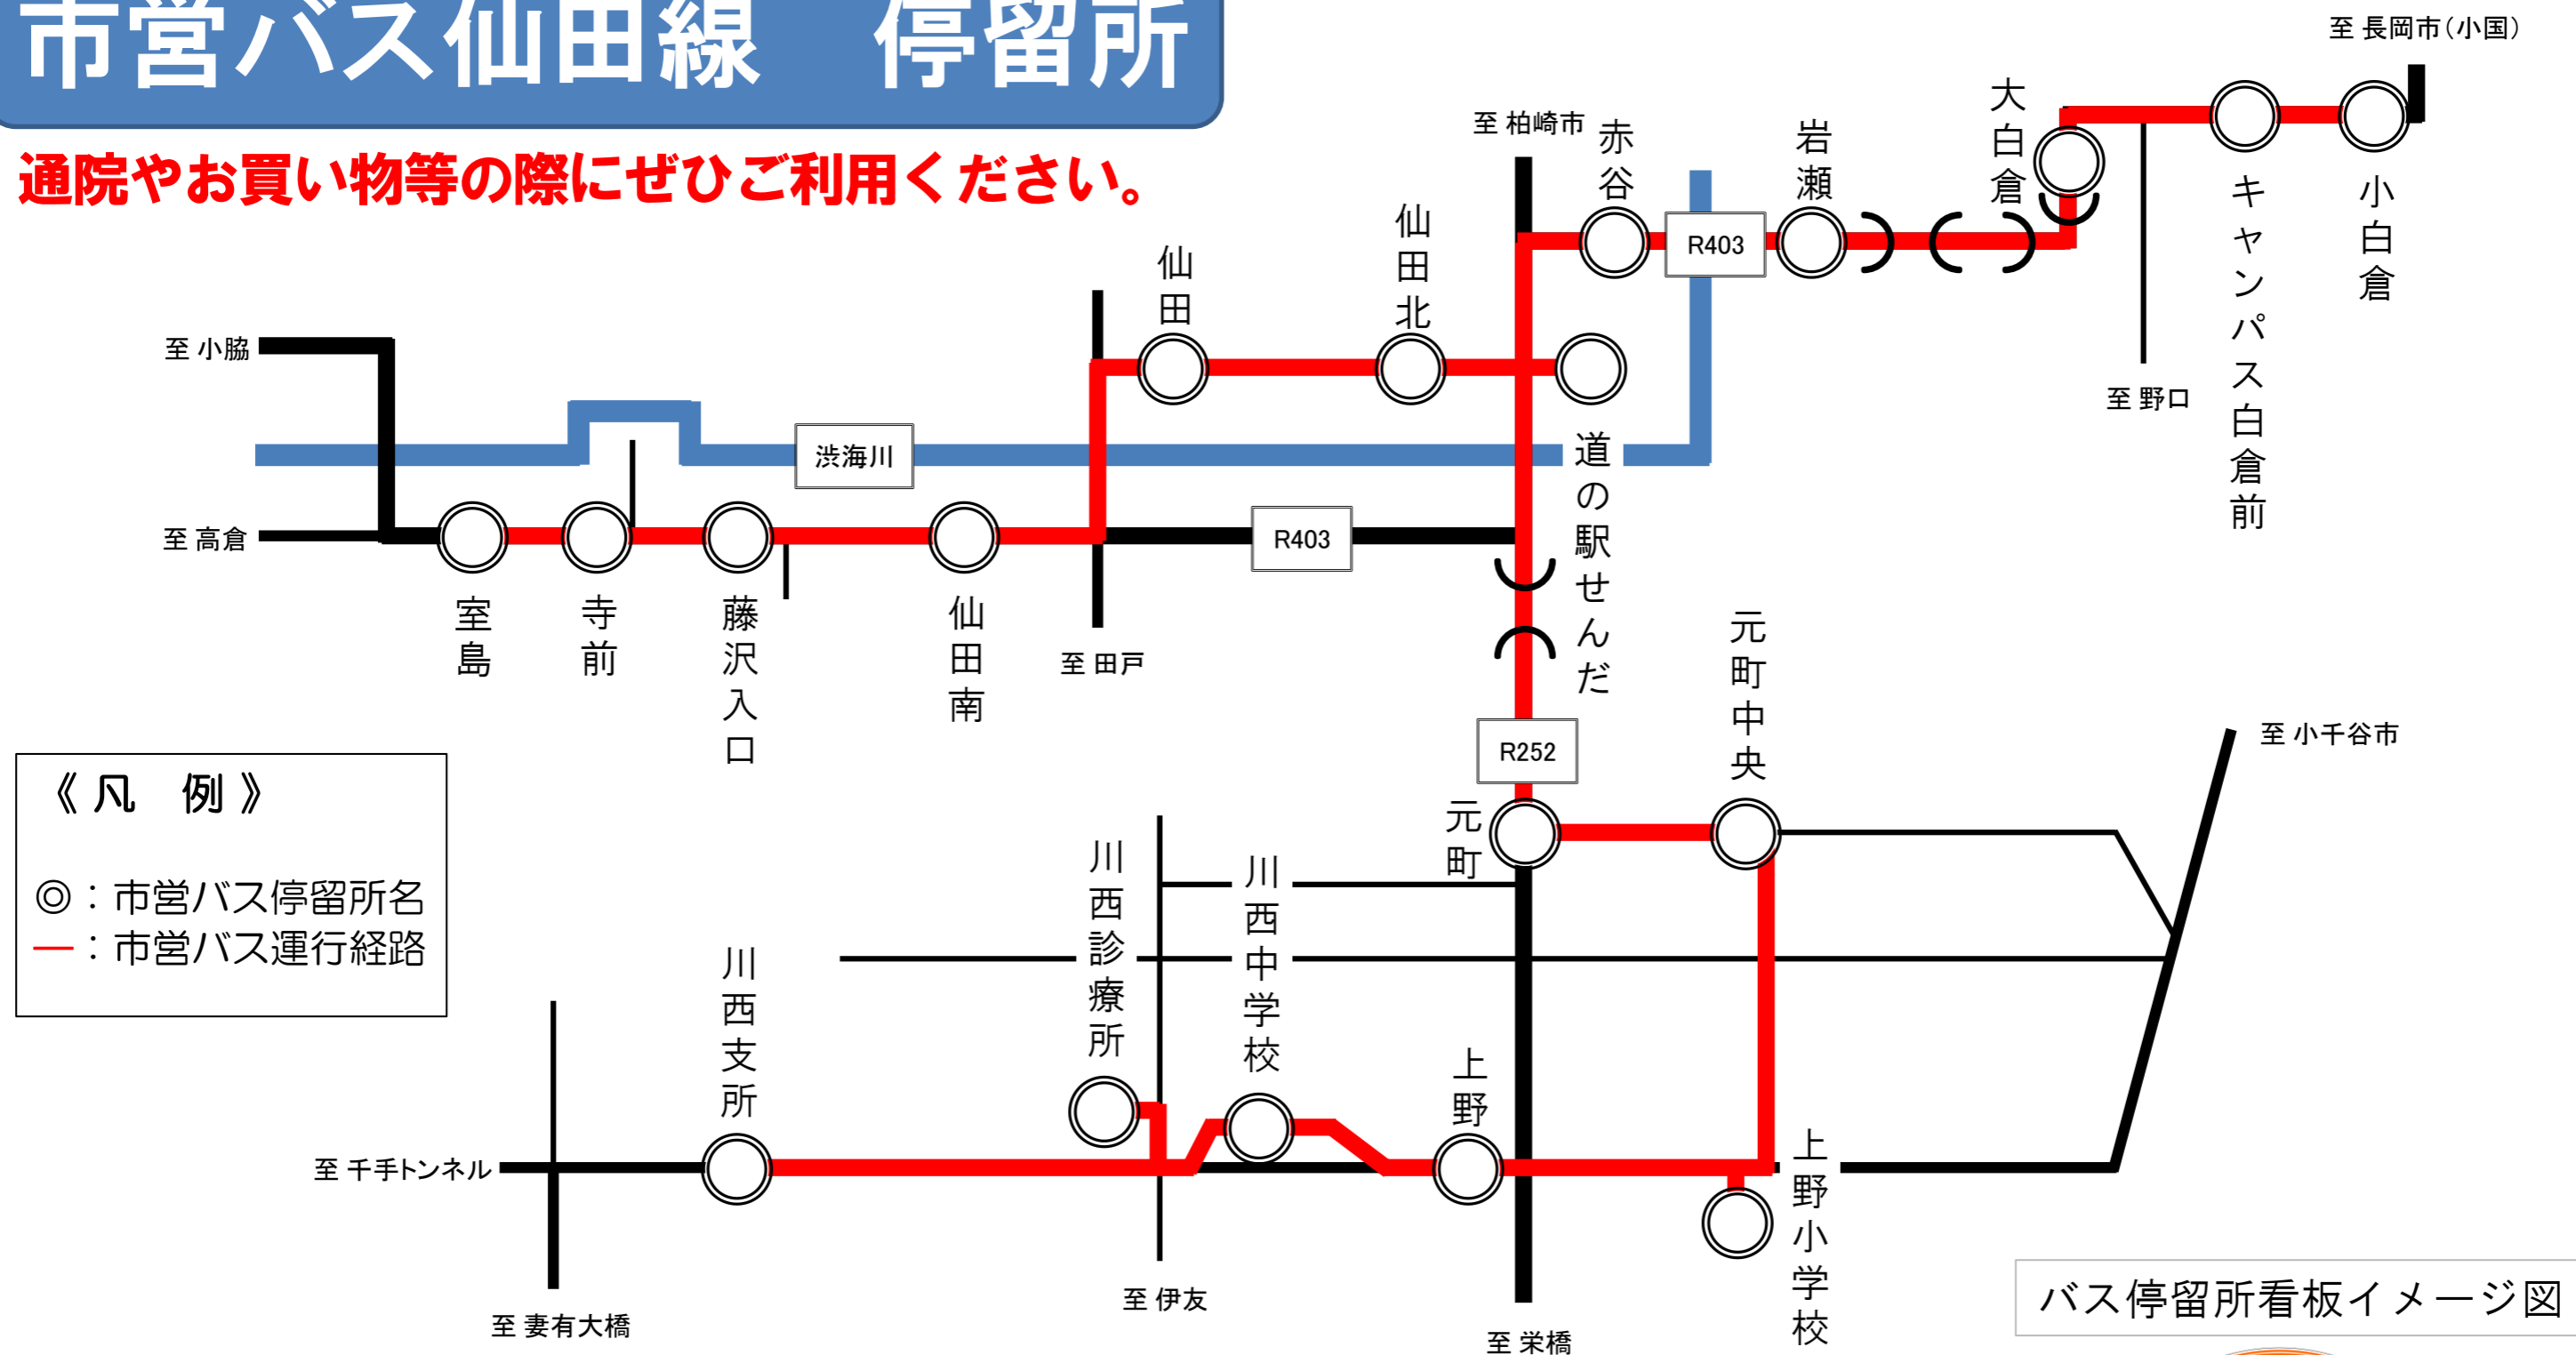 市営バス仙田線　停留所
通院やお買い物等の際にぜひご利用ください。
至 長岡市（小国）
至 柏崎市
赤谷
岩瀬
大白倉
キャンパス白倉前
小白倉
R403
仙田
仙田北
至 小脇
至 野口
渋海川
道の駅せんだ
至 高倉
R403
室島
寺前
藤沢入口
仙田南
至 田戸
元町中央
R252
至 小千谷市
《 凡　例 》
◎：市営バス停留所名
―：市営バス運行経路
元町
川西診療所
川西中学校
川西支所
上野
上野小学校
至 千手トンネル
至 妻有大橋
至 伊友
至 栄橋
バス停留所看板イメージ図